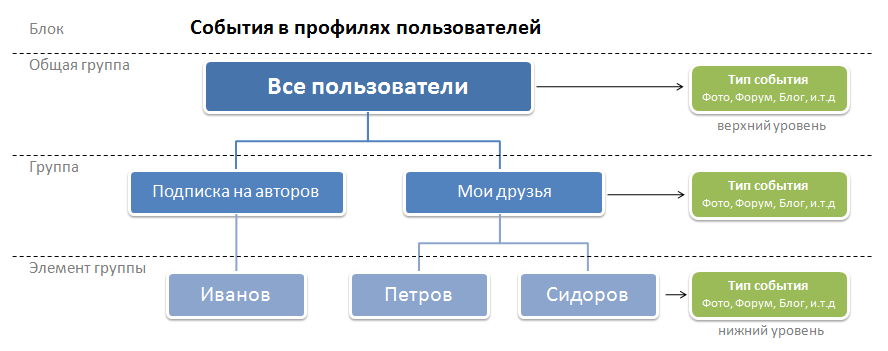 Блок
События в профилях пользователей
Общая группа
Все пользователи
Тип события
Фото, Форум, Блог, и.т.д
верхний уровень
Группа
Подписка на авторов
Мои друзья
Тип события
Фото, Форум, Блог, и.т.д
Элемент группы
Иванов
Петров
Сидоров
Тип события
Фото, Форум, Блог, и.т.д
нижний уровень